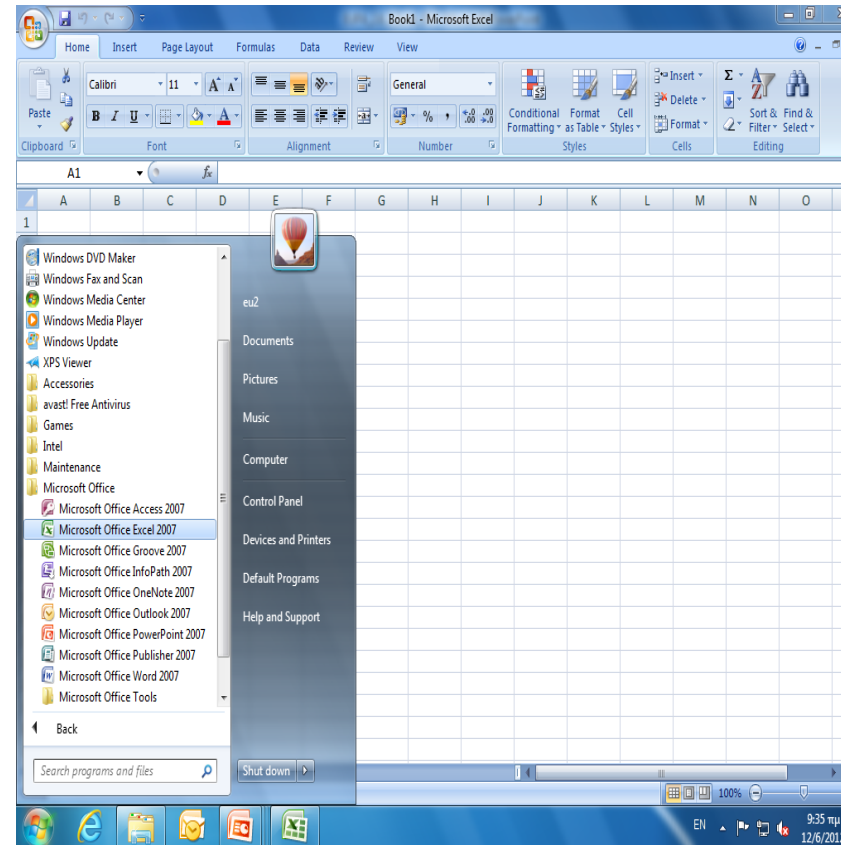 Book1 - Microsoft Excel
Home Insert Page Layout Formulas Data Review View
Calibri 11 A A General Insert Σ
Paste B I U A % , .0 .00 .00 .0 Conditional Formatting Format as Table Cell Styles Delete Format Sort & Filter Find & Select
Clipboard Font Alignment Number Styles Cells Editing
A1 fx
A B C D E F G H I J K L M N O
1
Windows DVD Maker
Windows Fax and Scan
Windows Media Center
Windows Media Player
Windows Update
XPS Viewer
Accessories
avast! Free Antivirus
Games
Intel
Maintenance
Microsoft Office
Microsoft Office Access 2007
Microsoft Office Excel 2007
Microsoft Office Groove 2007
Microsoft Office InfoPath 2007
Microsoft Office OneNote 2007
Microsoft Office Outlook 2007
Microsoft Office PowerPoint 2007
Microsoft Office Publisher 2007
Microsoft Office Word 2007
Microsoft Office Tools
Back
Search programs and files
eu2
Documents
Pictures
Music
Computer
Control Panel
Devices and Printers
Default Programs
Help and Support
Shut down
100%
EN 9:35 πμ